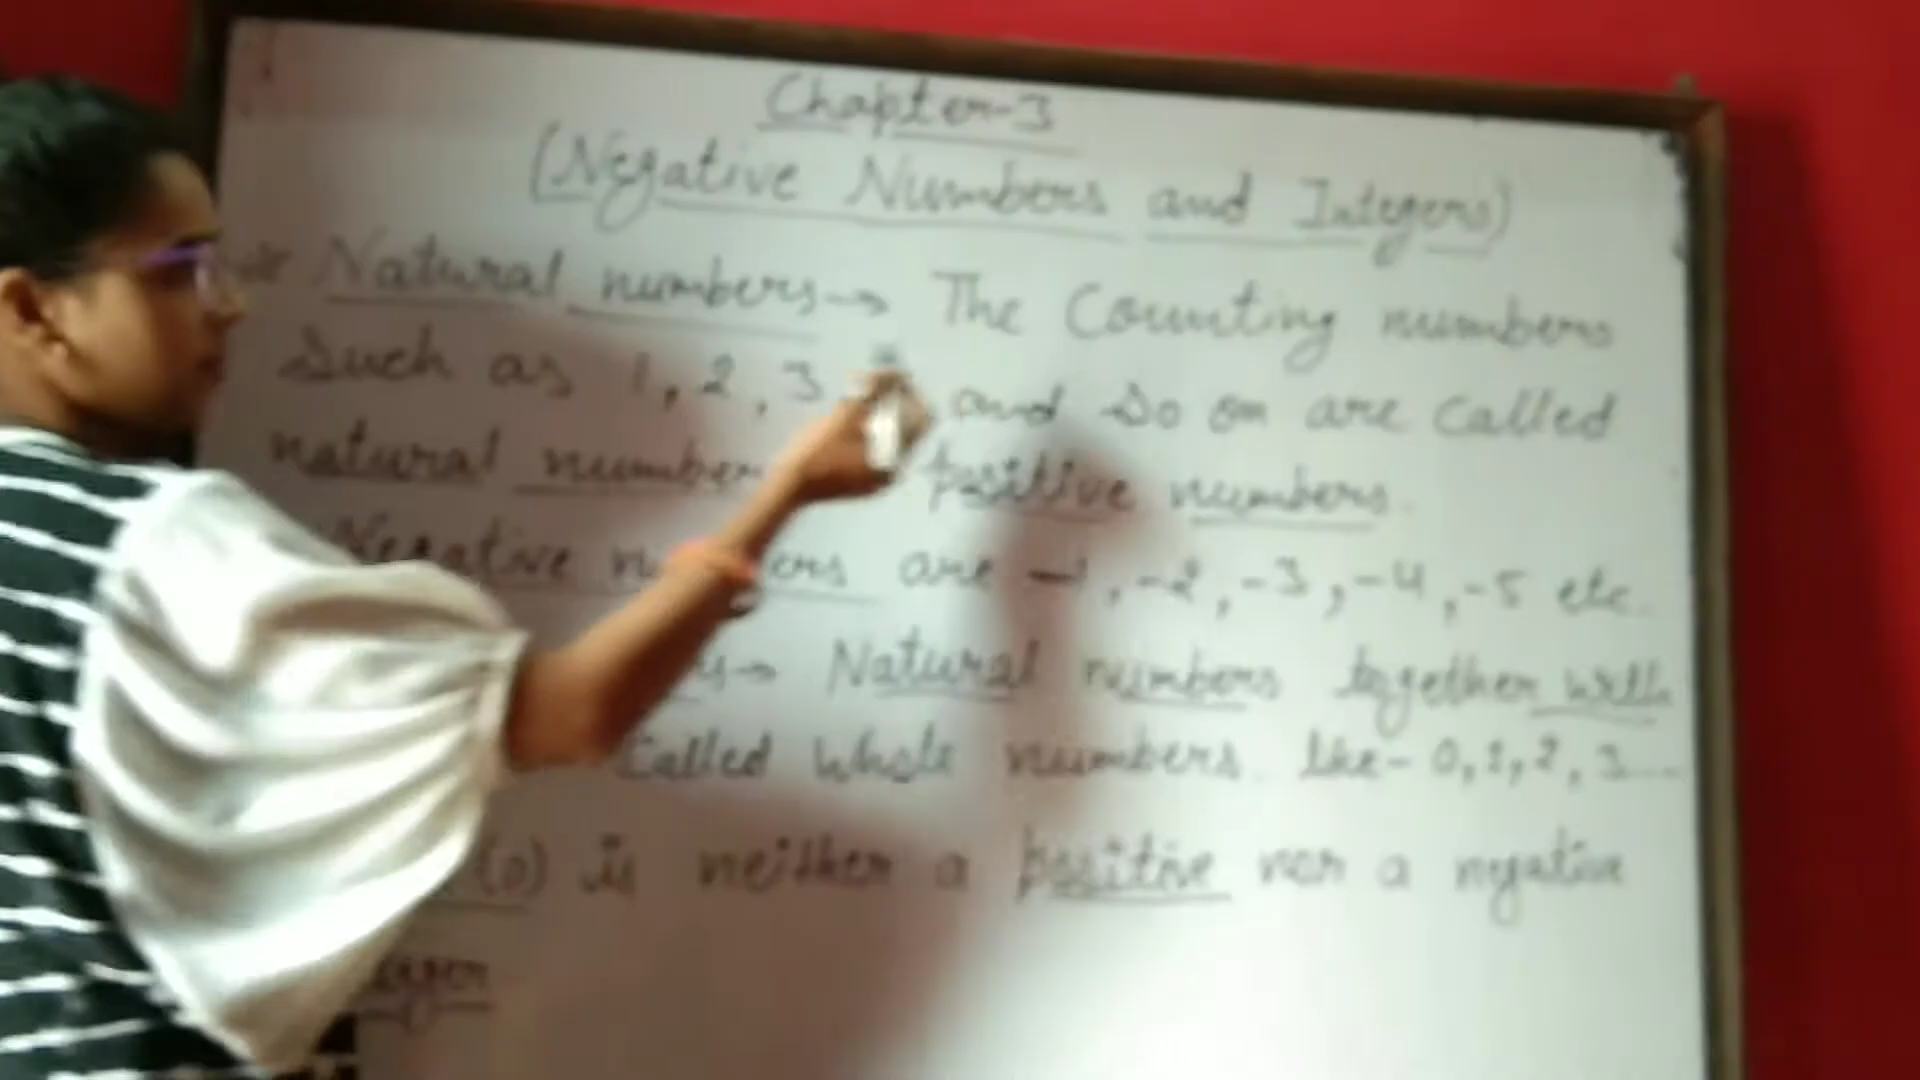 Chapter-3
(Negative Numbers and Integers)
* Natural numbers → The Counting numbers
Such as 1, 2, 3 and so on are called
natural number positive numbers.
Negative are -1, -2, -3, -4, -5 etc.
→ Natural numbers together with
called whole numbers. like- 0, 1, 2, 3...
(0) is neither a positive nor a negative